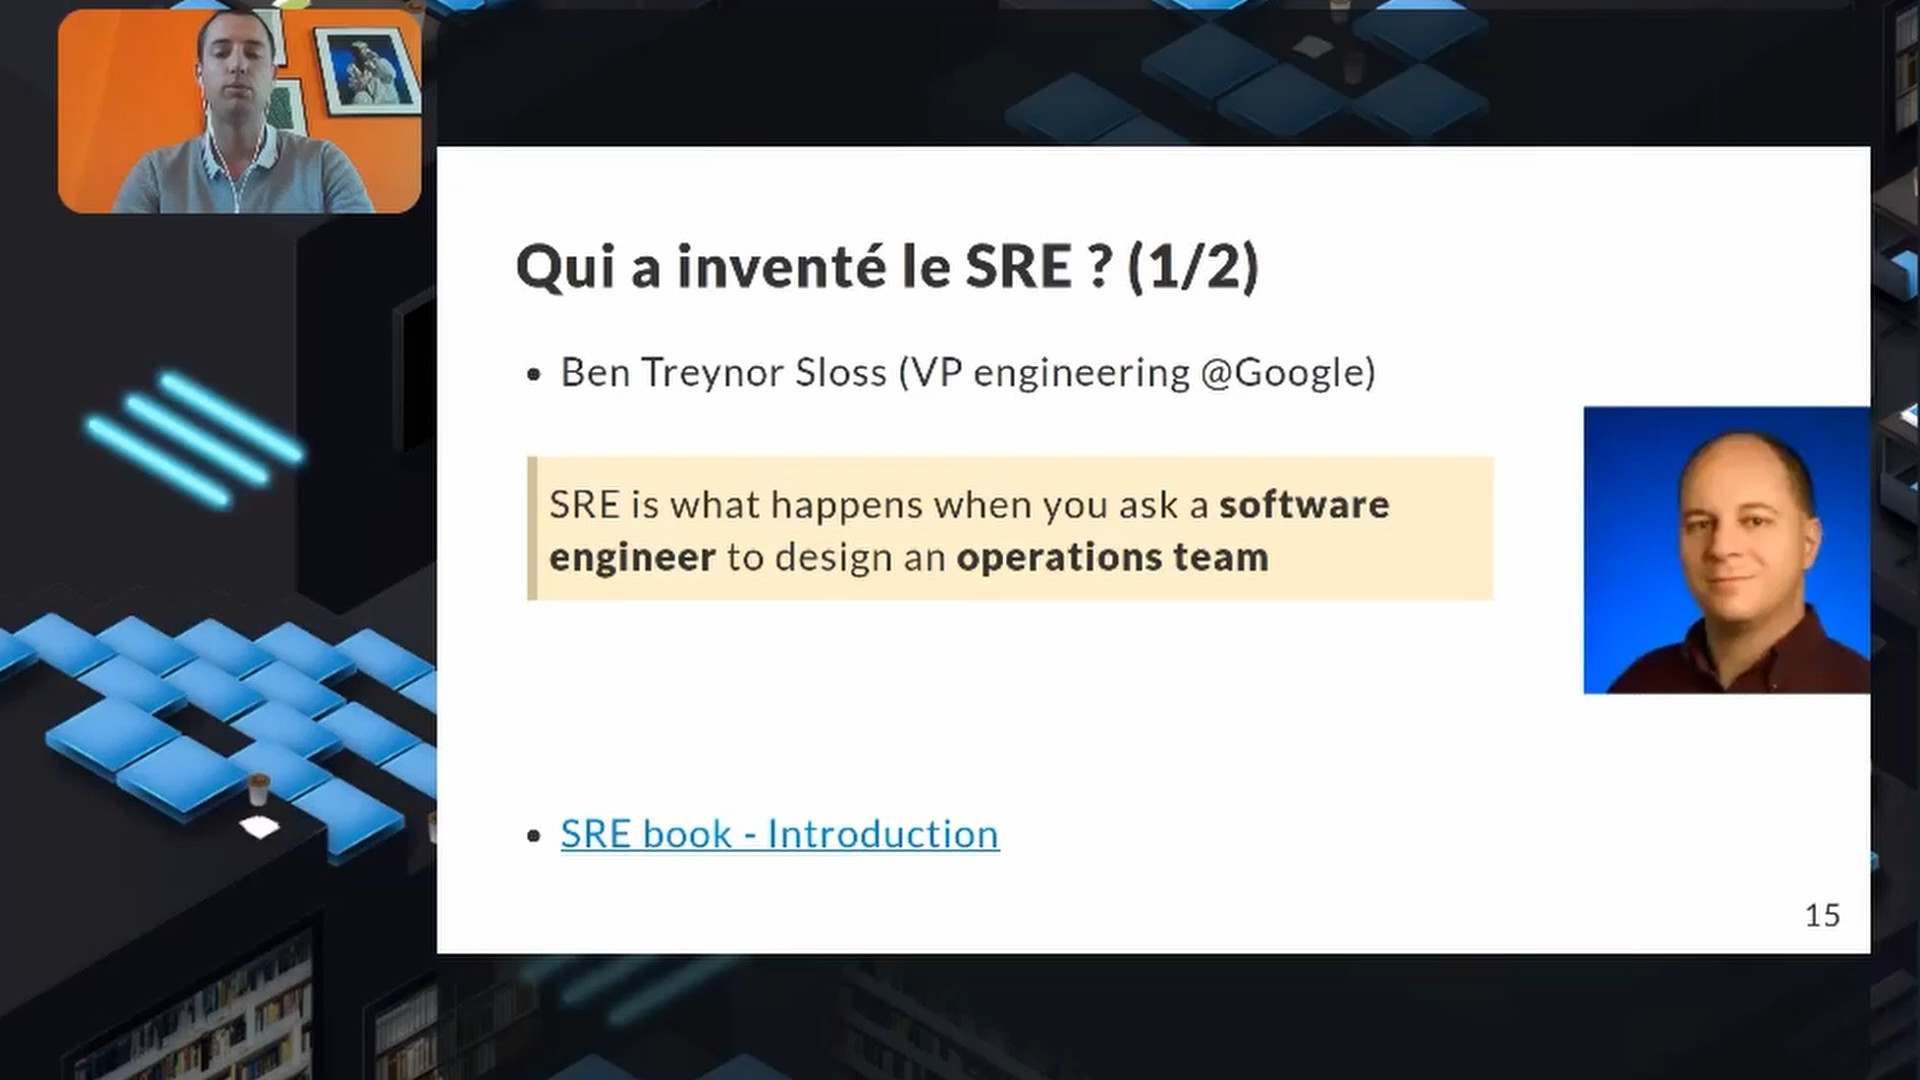 Qui a inventé le SRE ? (1/2)
• Ben Treynor Sloss (VP engineering @Google)
SRE is what happens when you ask a software
engineer to design an operations team
• SRE book - Introduction
15